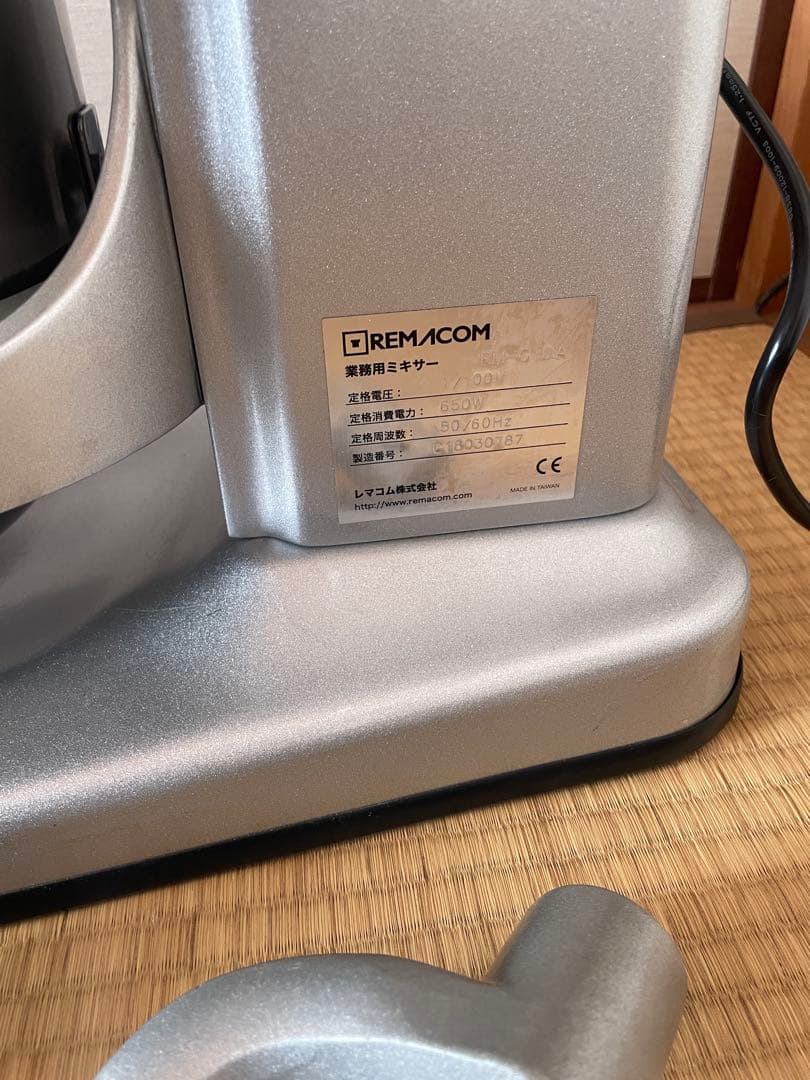 REMACOM
業務用ミキサー
定格電圧： 1/100V
定格消費電力： 650W
定格周波数： 50/60Hz
製造番号： C18030787
CE
レマコム株式会社
http://www.remacom.com
MADE IN TAIWAN